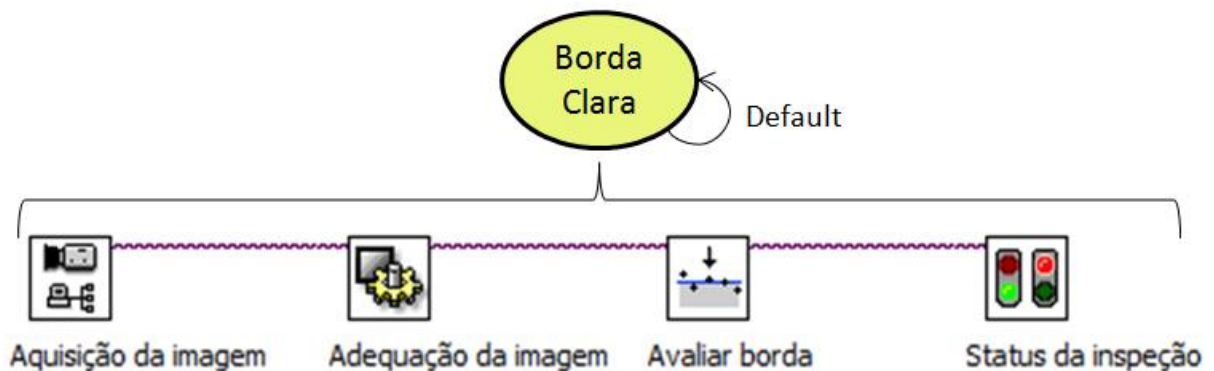 Borda
Clara
Default
Aquisição da imagem
Adequação da imagem
Avaliar borda
Status da inspeção